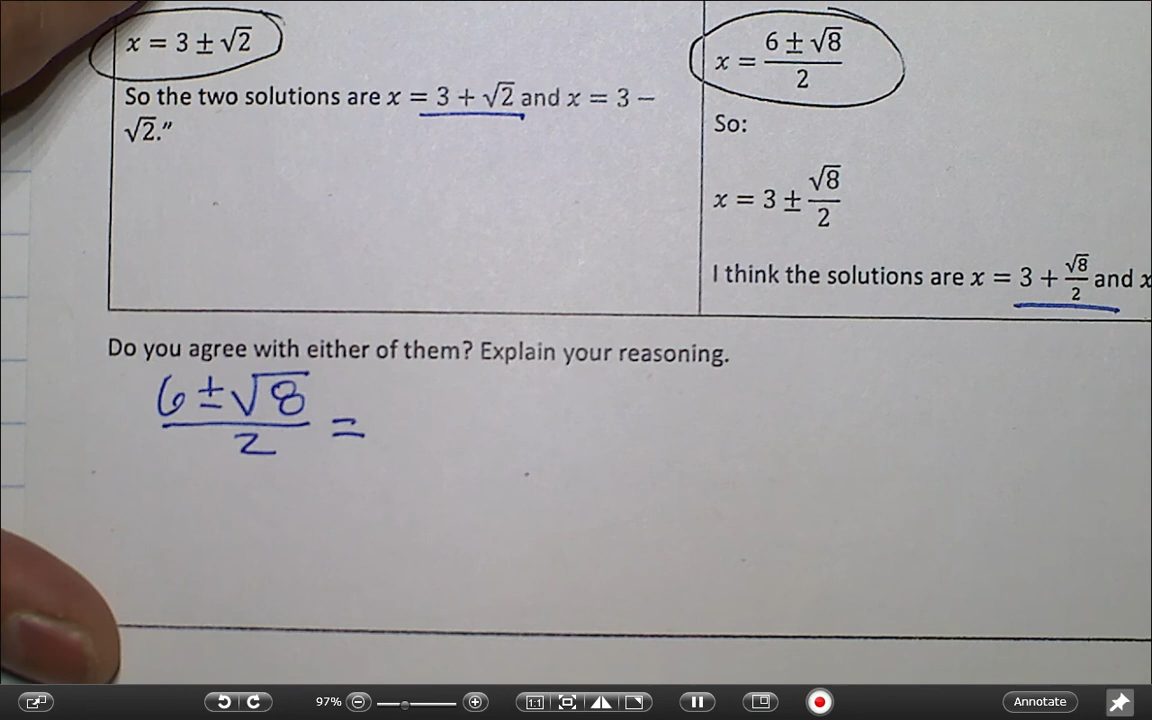 x = 3 ± √2
So the two solutions are x = 3 + √2 and x = 3 −
√2.”
x = (6 ± √8)/2
So:
x = 3 ± √8/2
I think the solutions are x = 3 + √8/2 and x
Do you agree with either of them? Explain your reasoning.
(6 ± √8)/2 =
97%
1:1
Annotate